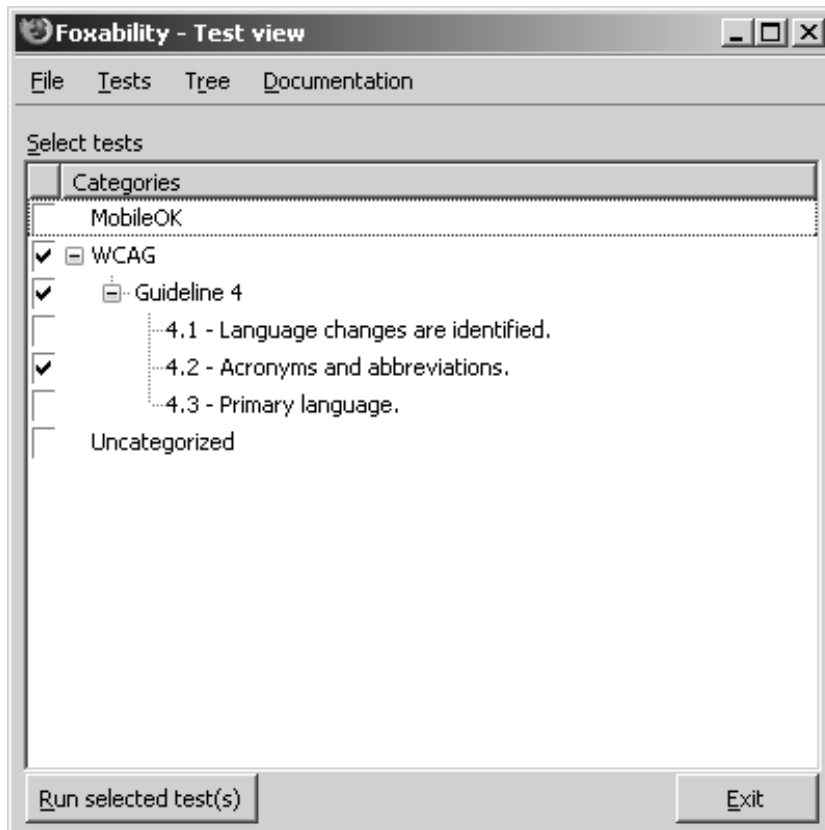 Foxability - Test view
File Tests Tree Documentation
Select tests
Categories
MobileOK
WCAG
Guideline 4
4.1 - Language changes are identified.
4.2 - Acronyms and abbreviations.
4.3 - Primary language.
Uncategorized
Run selected test(s) Exit